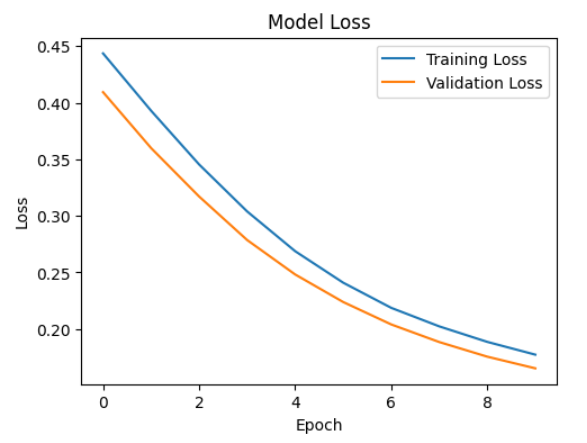 Model Loss
Training Loss
Validation Loss
0.45
0.40
0.35
0.30
0.25
0.20
Loss
0 2 4 6 8
Epoch